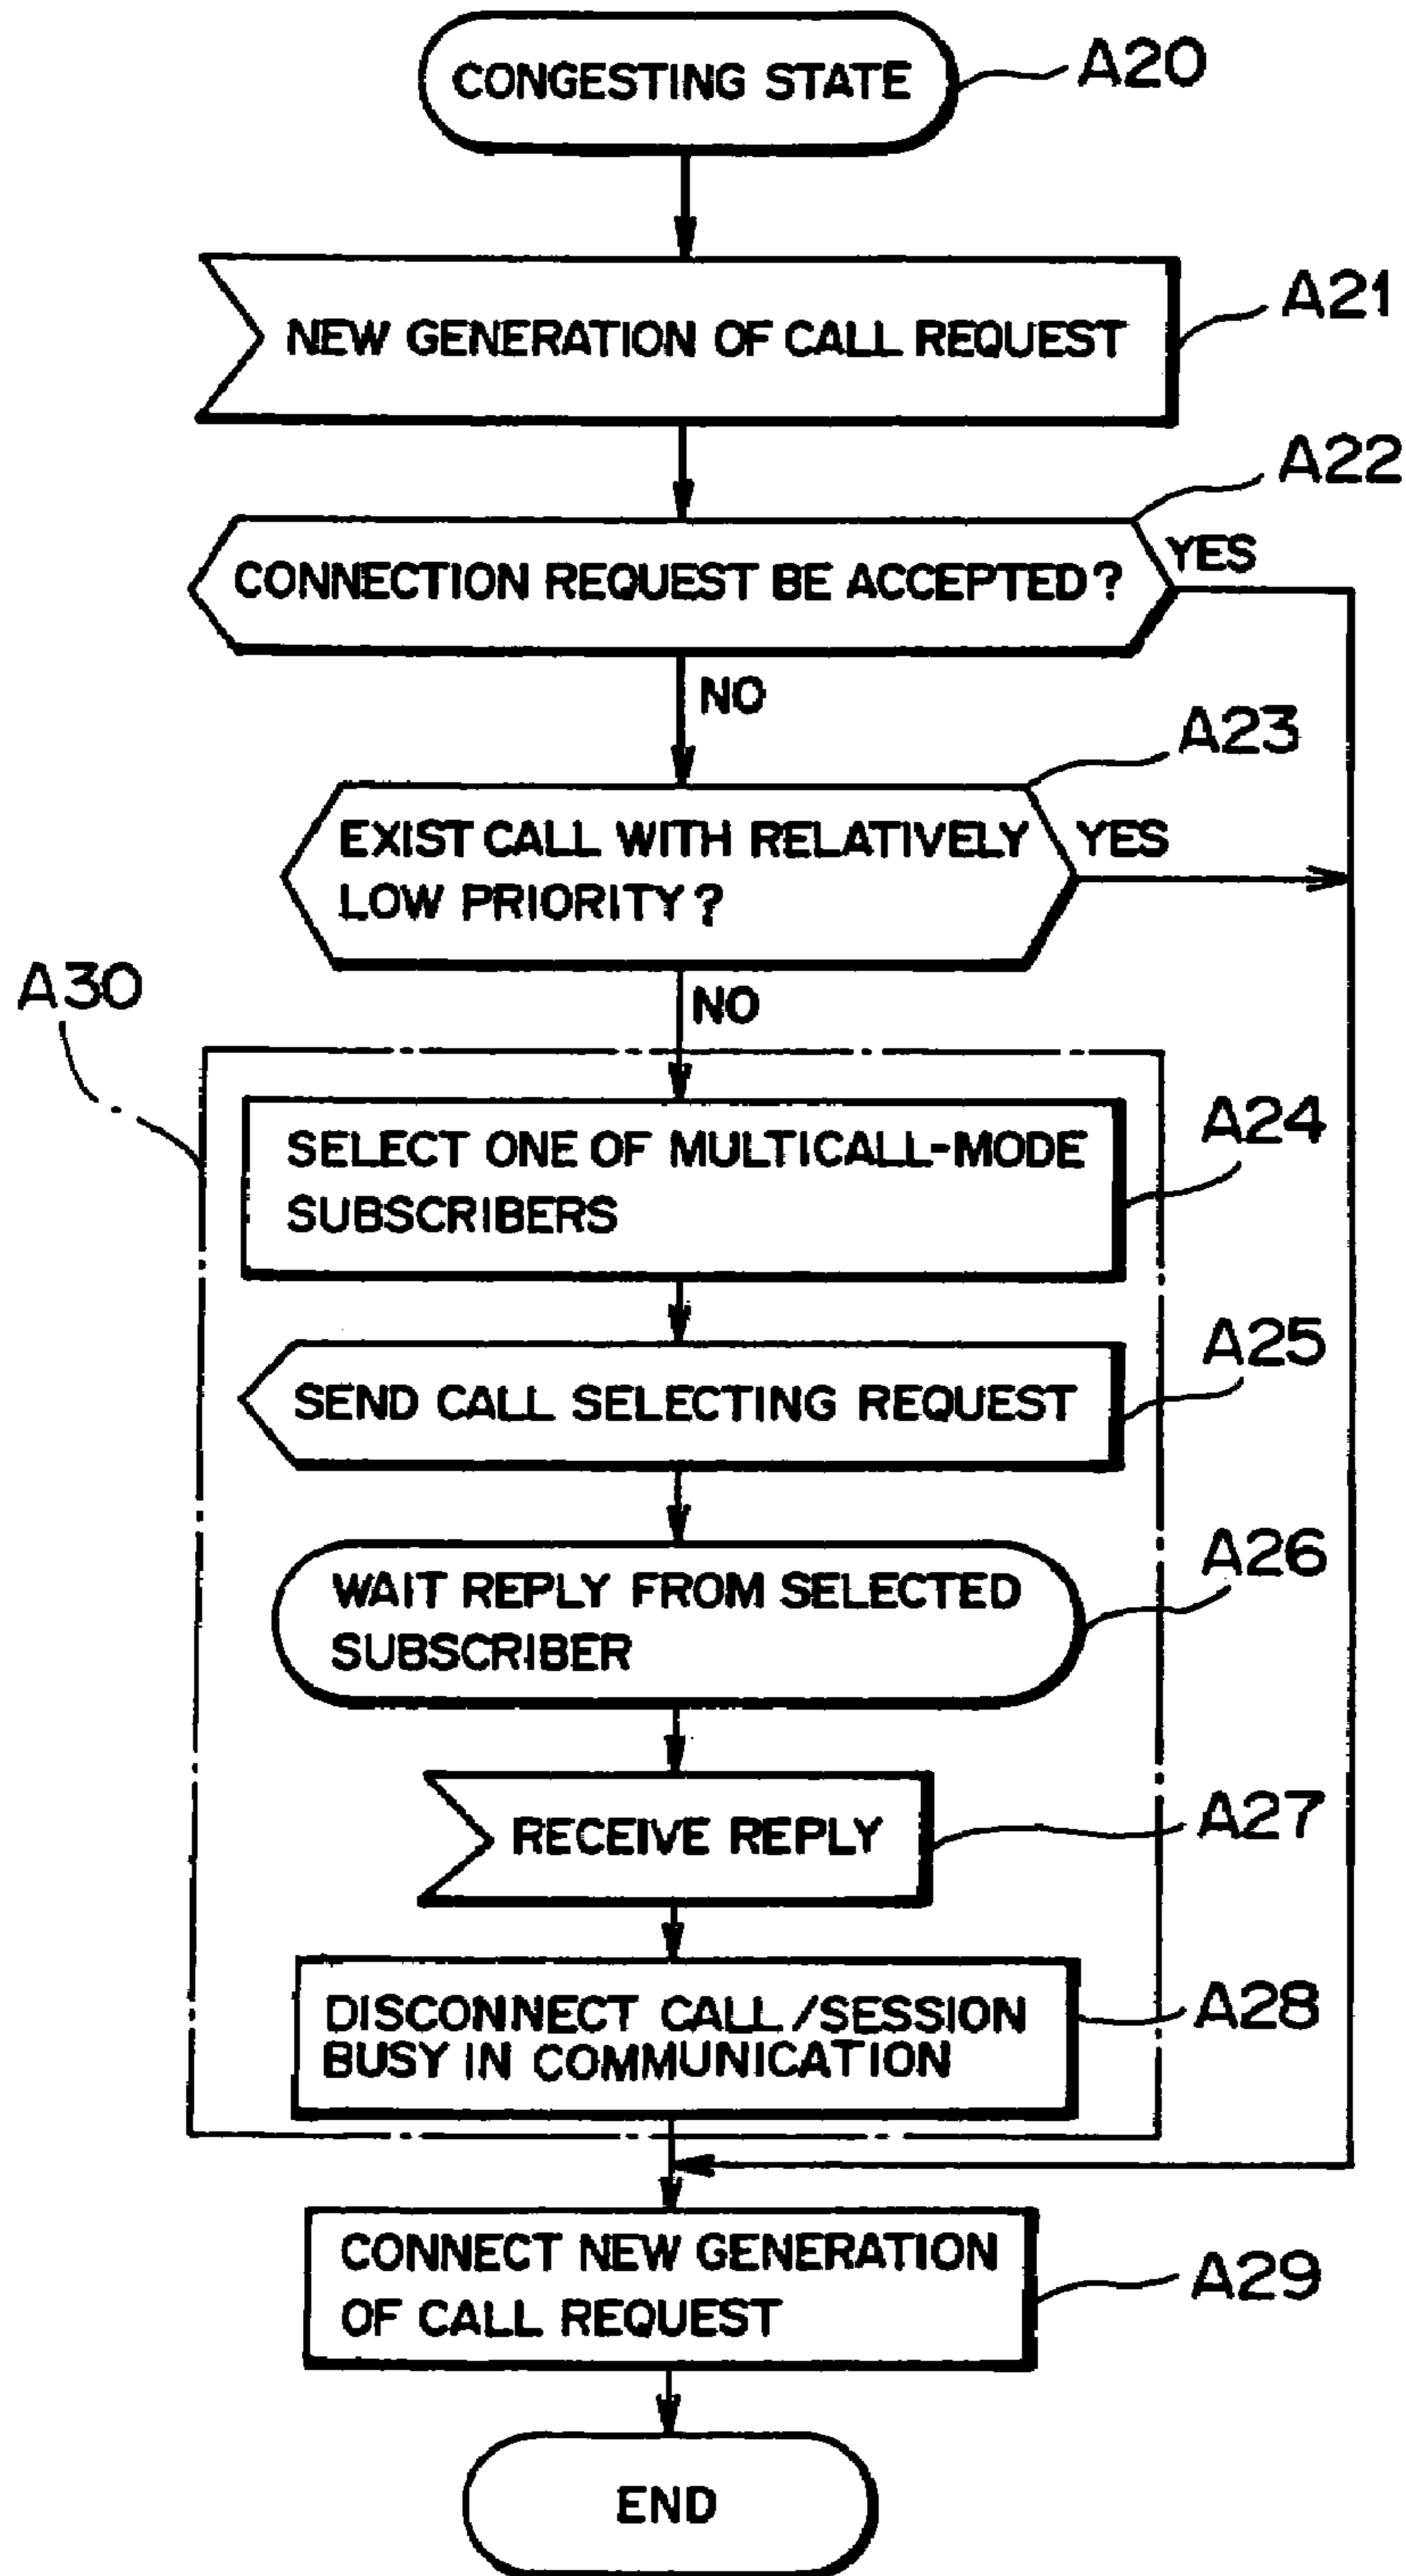 CONGESTING STATE
A20
NEW GENERATION OF CALL REQUEST
A21
A22
CONNECTION REQUEST BE ACCEPTED?
YES
NO
A23
EXIST CALL WITH RELATIVELY
LOW PRIORITY?
YES
NO
A30
SELECT ONE OF MULTICALL-MODE
SUBSCRIBERS
A24
SEND CALL SELECTING REQUEST
A25
WAIT REPLY FROM SELECTED
SUBSCRIBER
A26
RECEIVE REPLY
A27
DISCONNECT CALL/SESSION
BUSY IN COMMUNICATION
A28
CONNECT NEW GENERATION
OF CALL REQUEST
A29
END